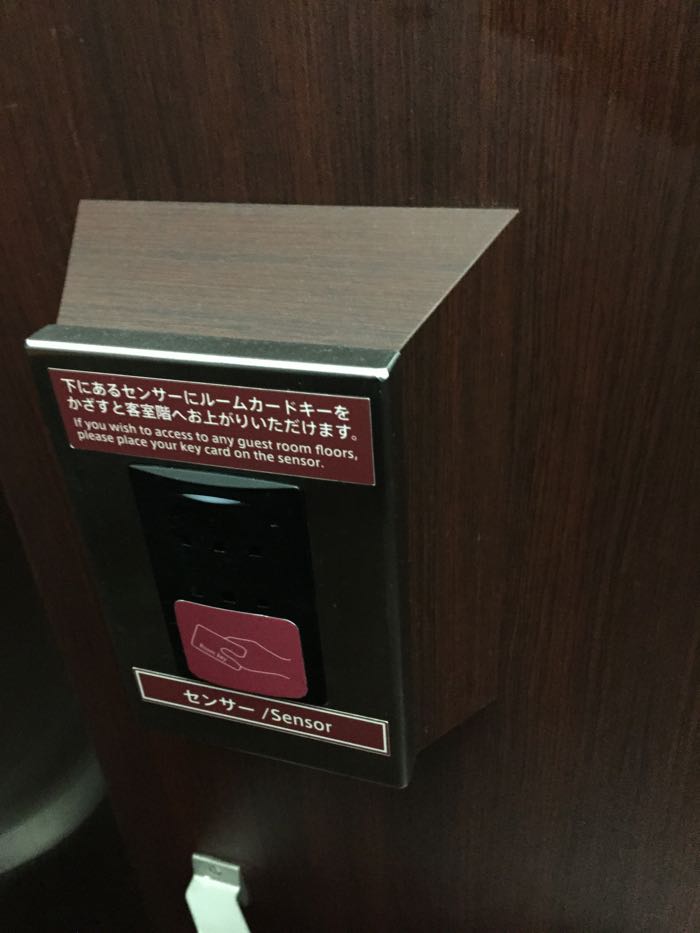 下にあるセンサーにルームカードキーを
かざすと客室階へお上がりいただけます。
If you wish to access to any guest room floors,
please place your key card on the sensor.
Room key
センサー /Sensor